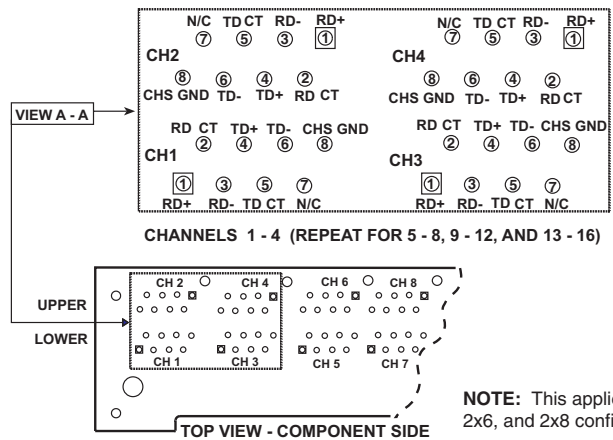 N/C TD CT RD- RD+ N/C TD CT RD- RD+
7 5 3 1 7 5 3 1
CH2 CH4
8 6 4 2 8 6 4 2
CHS GND TD- TD+ RD CT CHS GND TD- TD+ RD CT
VIEW A - A
RD CT TD+ TD- CHS GND RD CT TD+ TD- CHS GND
2 4 6 8 2 4 6 8
CH1 CH3
1 3 5 7 1 3 5 7
RD+ RD- TD CT N/C RD+ RD- TD CT N/C
CHANNELS 1 - 4 (REPEAT FOR 5 - 8, 9 - 12, AND 13 - 16)
CH 2 CH 4 CH 6 CH 8
UPPER
LOWER
CH 1 CH 3 CH 5 CH 7
NOTE: This applie
2x6, and 2x8 confi
TOP VIEW - COMPONENT SIDE